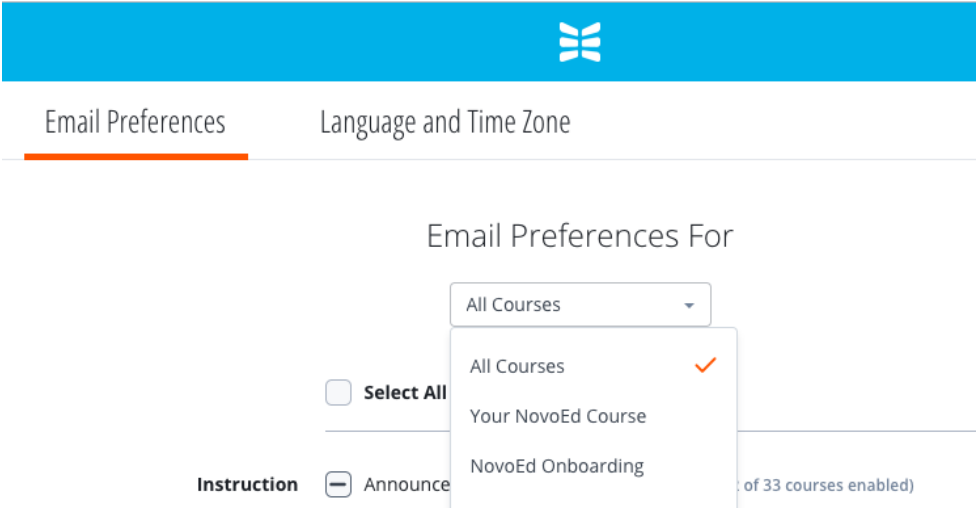 Email Preferences
Language and Time Zone
Email Preferences For
All Courses
All Courses
Select All
Your NovoEd Course
NovoEd Onboarding
Instruction
of 33 courses enabled)